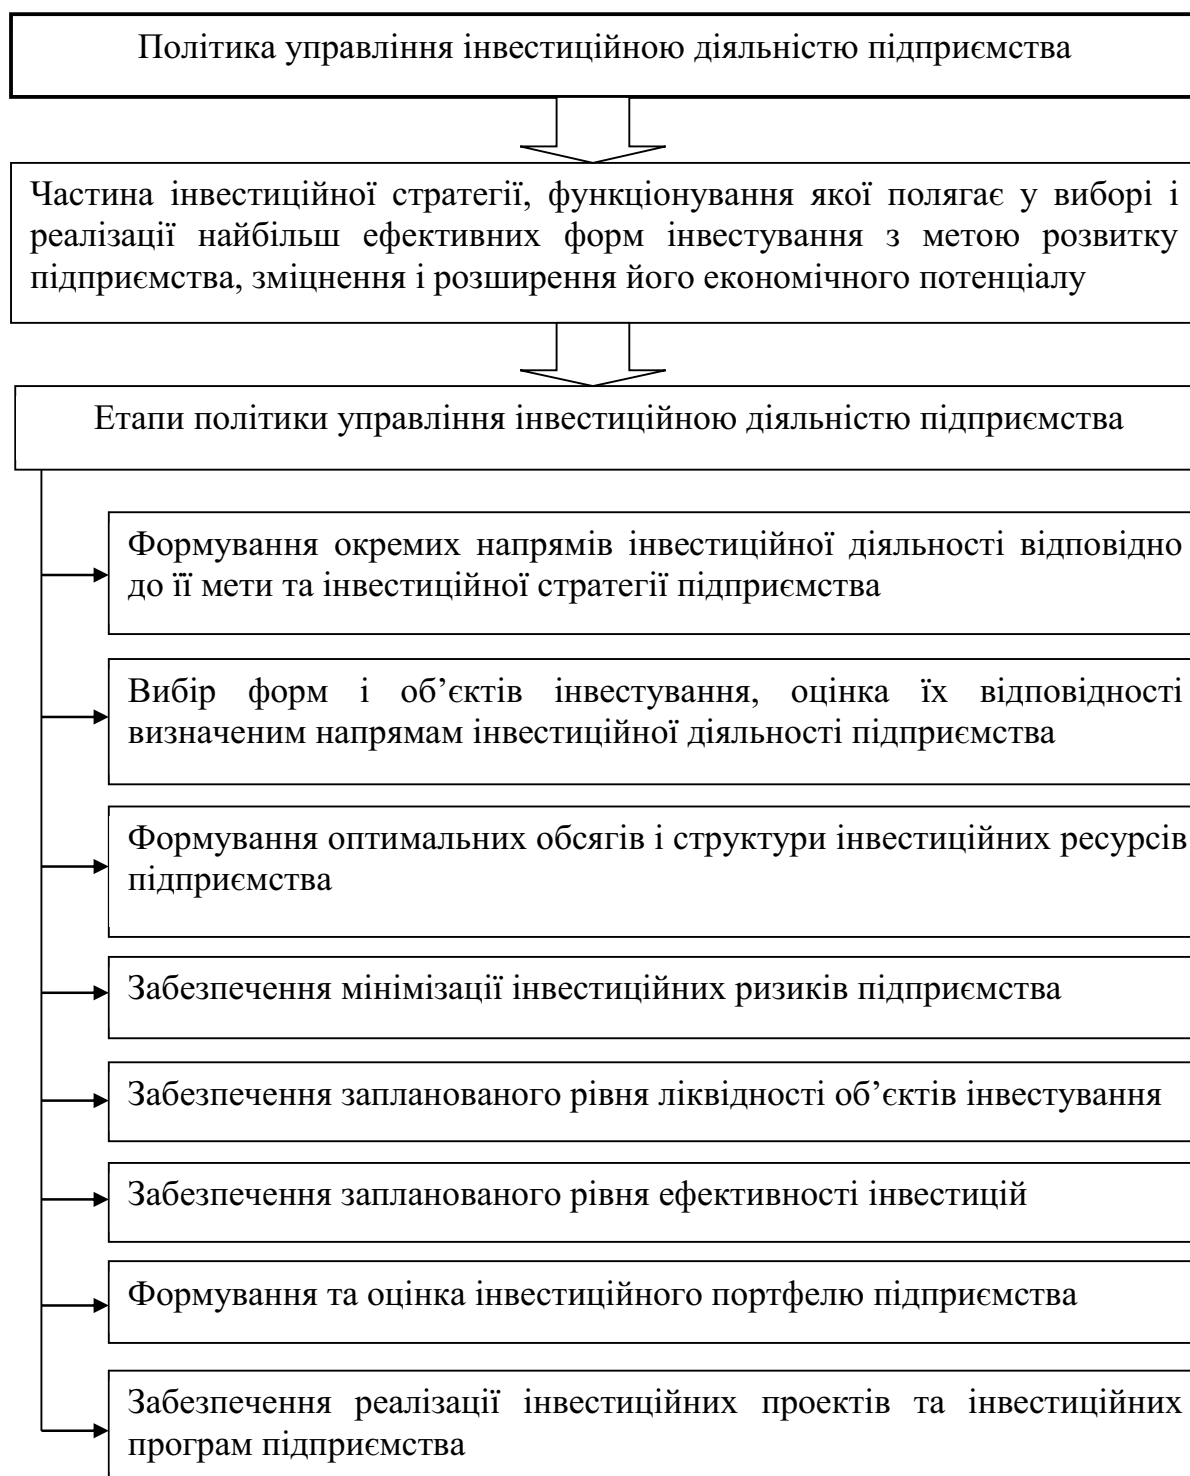 Політика управління інвестиційною діяльністю підприємства
Частина інвестиційної стратегії, функціонування якої полягає у виборі і
реалізації найбільш ефективних форм інвестування з метою розвитку
підприємства, зміцнення і розширення його економічного потенціалу
Етапи політики управління інвестиційною діяльністю підприємства
Формування окремих напрямів інвестиційної діяльності відповідно
до її мети та інвестиційної стратегії підприємства
Вибір форм і об’єктів інвестування, оцінка їх відповідності
визначеним напрямам інвестиційної діяльності підприємства
Формування оптимальних обсягів і структури інвестиційних ресурсів
підприємства
Забезпечення мінімізації інвестиційних ризиків підприємства
Забезпечення запланованого рівня ліквідності об’єктів інвестування
Забезпечення запланованого рівня ефективності інвестицій
Формування та оцінка інвестиційного портфелю підприємства
Забезпечення реалізації інвестиційних проектів та інвестиційних
програм підприємства